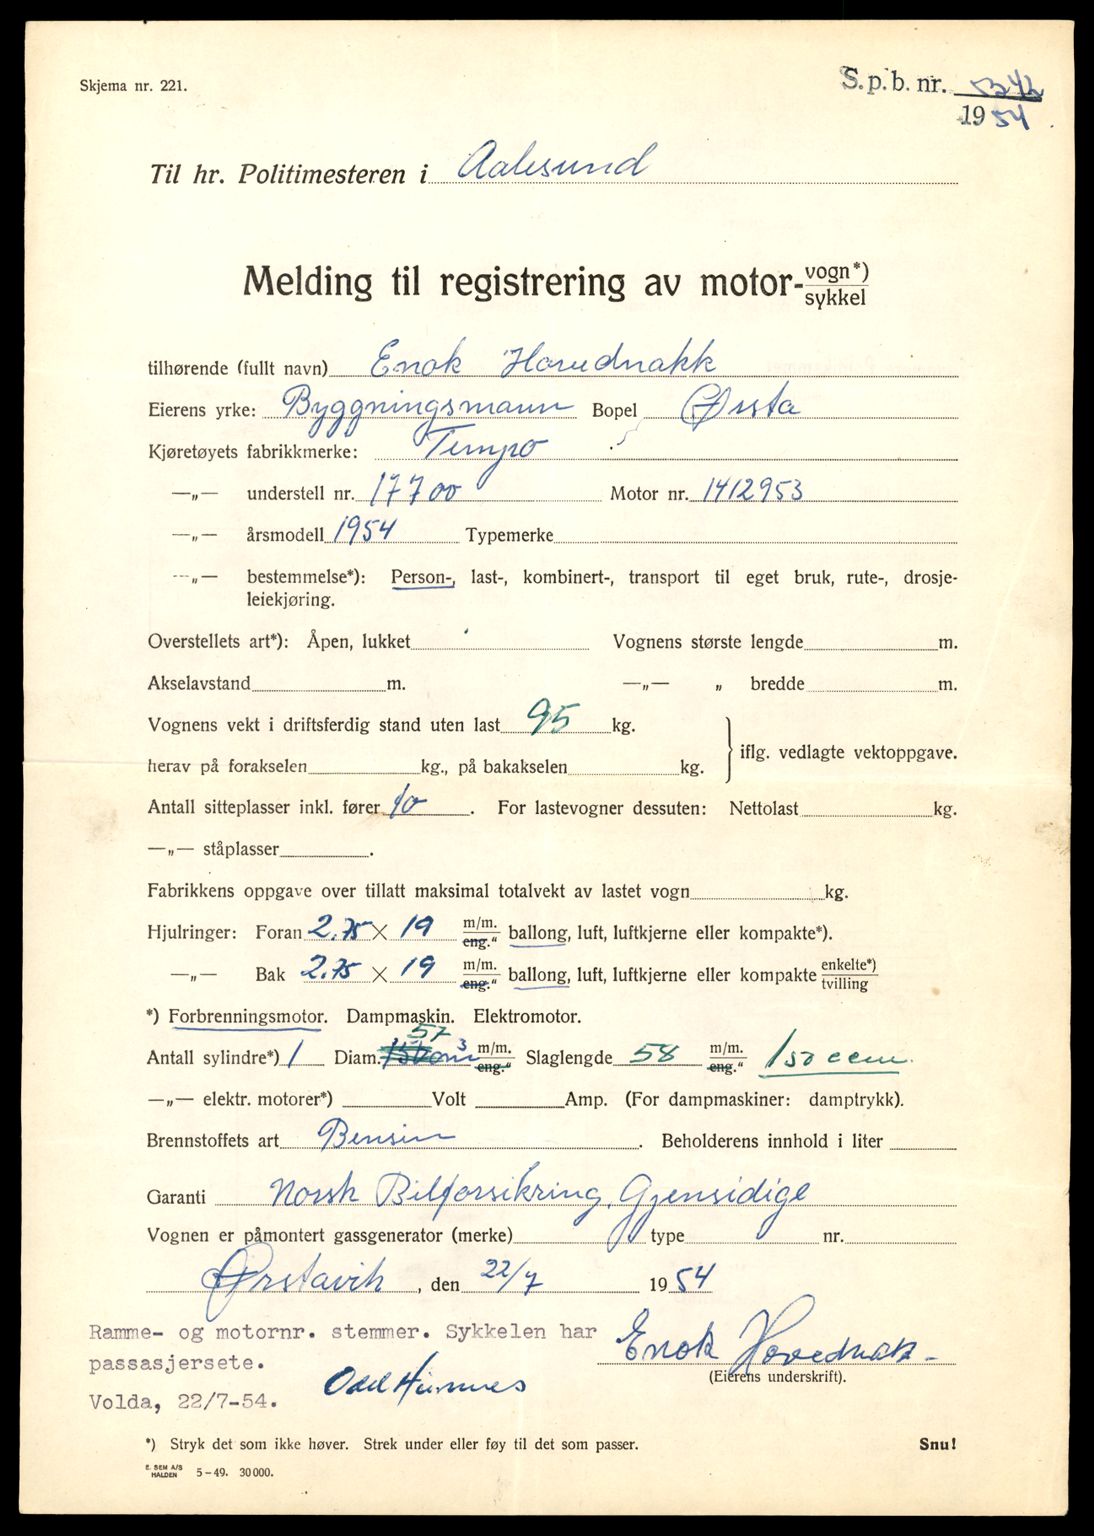 Skjema nr. 221.
S.p.b. nr. 5342
1954
Til hr. Politimesteren i Aalesund
Melding til registrering av motor-vogn*)
sykkel
tilhørende (fullt navn) Enok Hovednakk
Eierens yrke: Byggningsmann Bopel Ørsta
Kjøretøyets fabrikkmerke: Tempo
—„— understell nr. 17700 Motor nr. 1412953
—„— årsmodell 1954 Typemerke
—„— bestemmelse*): Person-, last-, kombinert-, transport til eget bruk, rute-, drosje-
leiekjøring.
Overstellets art*): Åpen, lukket Vognens største lengde m.
Akselavstand m. —„— „ bredde m.
Vognens vekt i driftsferdig stand uten last 95 kg.
iflg. vedlagte vektoppgave.
herav på forakselen kg., på bakakselen kg.
Antall sitteplasser inkl. fører . For lastevogner dessuten: Nettolast kg.
—„— ståplasser .
Fabrikkens oppgave over tillatt maksimal totalvekt av lastet vogn kg.
Hjulringer: Foran 2.75 × 19 m/m. eng." ballong, luft, luftkjerne eller kompakte*).
—„— Bak 2.75 × 19 m/m. eng." ballong, luft, luftkjerne eller kompakte enkelte*) tvilling
*) Forbrenningsmotor. Dampmaskin. Elektromotor.
57
Antall sylindre*) 1 Diam. 150 cm3 m/m. eng." Slaglengde 58 m/m. eng." 150 ccm.
—„— elektr. motorer*) Volt Amp. (For dampmaskiner: damptrykk).
Brennstoffets art Bensin . Beholderens innhold i liter
Garanti Norsk Bilforsikring Gjensidige
Vognen er påmontert gassgenerator (merke) type nr.
Ørstavik, den 22/7 1954
Ramme- og motornr. stemmer. Sykkelen har
passasjersete.
Volda, 22/7-54.
Odd Hunnes
Enok Hovednak
(Eierens underskrift).
*) Stryk det som ikke høver. Strek under eller føy til det som passer.
Snu!
E. SEM A/S
HALDEN 5-49. 30000.